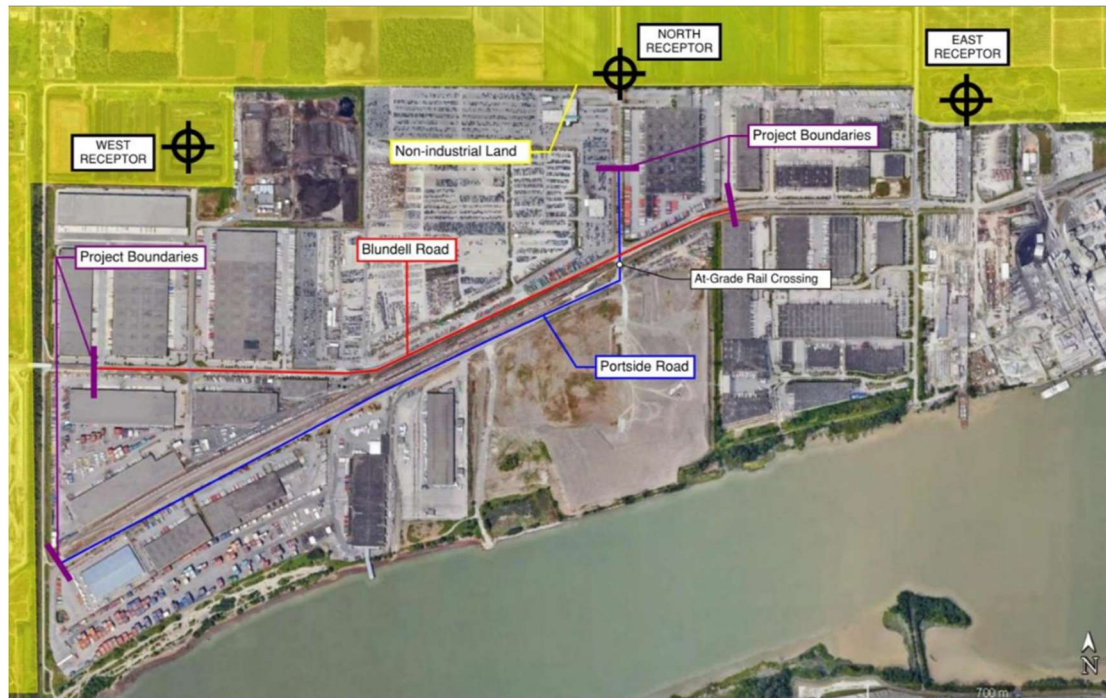 NORTH
RECEPTOR
EAST
RECEPTOR
WEST
RECEPTOR
Non-industrial Land
Project Boundaries
Blundell Road
Project Boundaries
At-Grade Rail Crossing
Portside Road
N
700 m